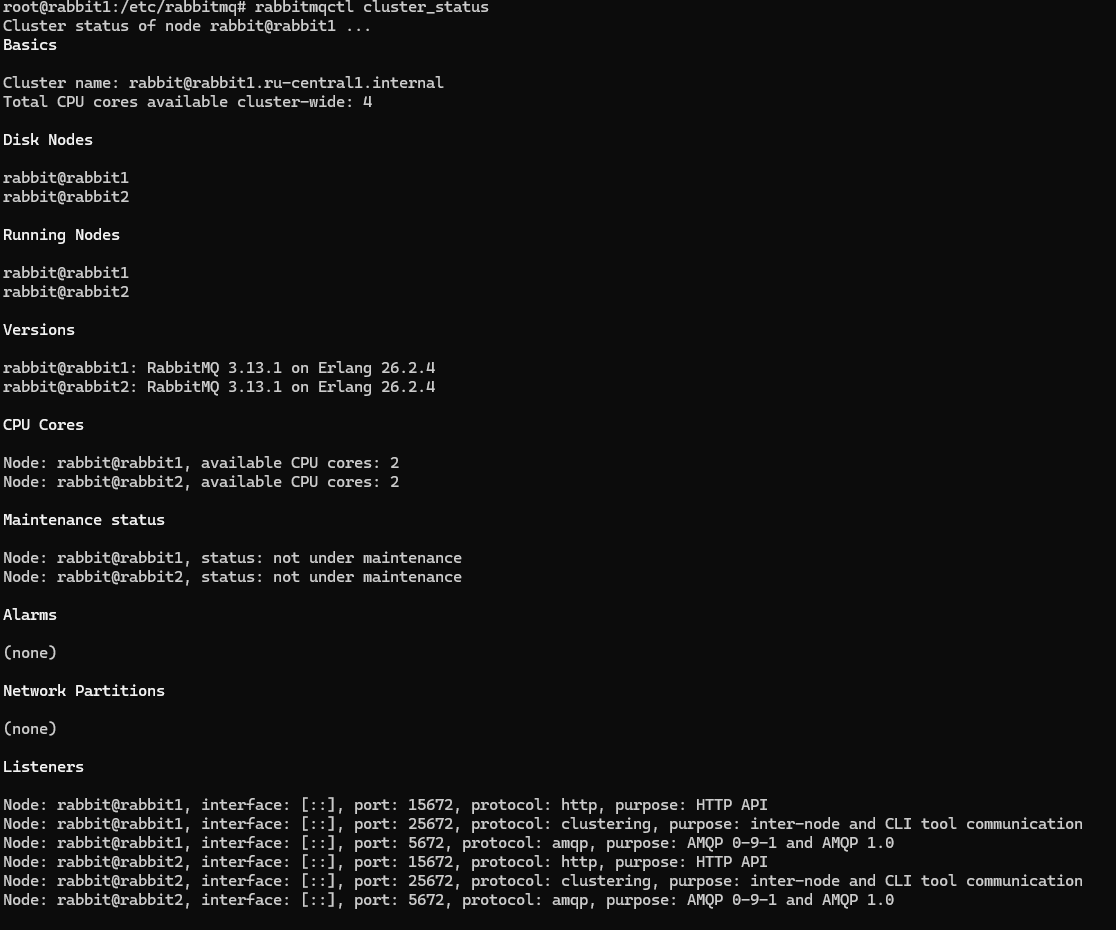 root@rabbit1:/etc/rabbitmq# rabbitmqctl cluster_status
Cluster status of node rabbit@rabbit1 ...
Basics
Cluster name: rabbit@rabbit1.ru-central1.internal
Total CPU cores available cluster-wide: 4
Disk Nodes
rabbit@rabbit1
rabbit@rabbit2
Running Nodes
rabbit@rabbit1
rabbit@rabbit2
Versions
rabbit@rabbit1: RabbitMQ 3.13.1 on Erlang 26.2.4
rabbit@rabbit2: RabbitMQ 3.13.1 on Erlang 26.2.4
CPU Cores
Node: rabbit@rabbit1, available CPU cores: 2
Node: rabbit@rabbit2, available CPU cores: 2
Maintenance status
Node: rabbit@rabbit1, status: not under maintenance
Node: rabbit@rabbit2, status: not under maintenance
Alarms
(none)
Network Partitions
(none)
Listeners
Node: rabbit@rabbit1, interface: [::], port: 15672, protocol: http, purpose: HTTP API
Node: rabbit@rabbit1, interface: [::], port: 25672, protocol: clustering, purpose: inter-node and CLI tool communication
Node: rabbit@rabbit1, interface: [::], port: 5672, protocol: amqp, purpose: AMQP 0-9-1 and AMQP 1.0
Node: rabbit@rabbit2, interface: [::], port: 15672, protocol: http, purpose: HTTP API
Node: rabbit@rabbit2, interface: [::], port: 25672, protocol: clustering, purpose: inter-node and CLI tool communication
Node: rabbit@rabbit2, interface: [::], port: 5672, protocol: amqp, purpose: AMQP 0-9-1 and AMQP 1.0